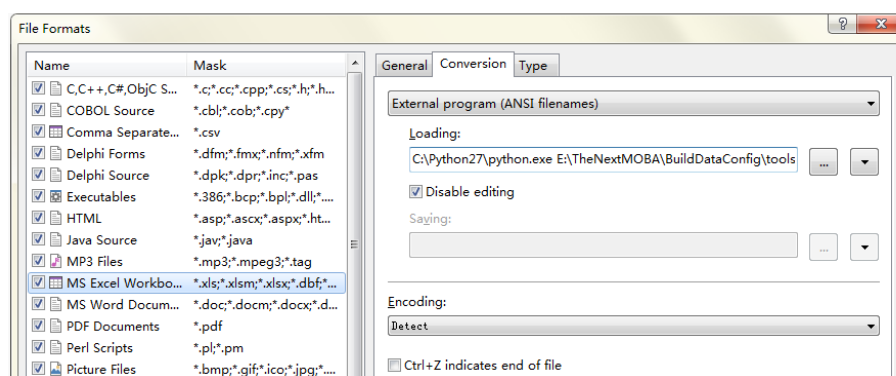 File Formats
Name Mask
C,C++,C#,ObjC S... *.c;*.cc;*.cpp;*.cs;*.h;*.h...
COBOL Source *.cbl;*.cob;*.cpy*
Comma Separate... *.csv
Delphi Forms *.dfm;*.fmx;*.nfm;*.xfm
Delphi Source *.dpk;*.dpr;*.inc;*.pas
Executables *.386;*.bcp;*.bpl;*.dll;*....
HTML *.asp;*.ascx;*.aspx;*.ht...
Java Source *.jav;*.java
MP3 Files *.mp3;*.mpeg3;*.tag
MS Excel Workbo... *.xls;*.xlsm;*.xlsx;*.dbf;*...
MS Word Docum... *.doc;*.docm;*.docx;*.d...
PDF Documents *.pdf
Perl Scripts *.pl;*.pm
Picture Files *.bmp;*.gif;*.ico;*.jpg;*....
General Conversion Type
External program (ANSI filenames)
Loading:
C:\Python27\python.exe E:\TheNextMOBA\BuildDataConfig\tools
...
Disable editing
Saving:
...
Encoding:
Detect
Ctrl+Z indicates end of file